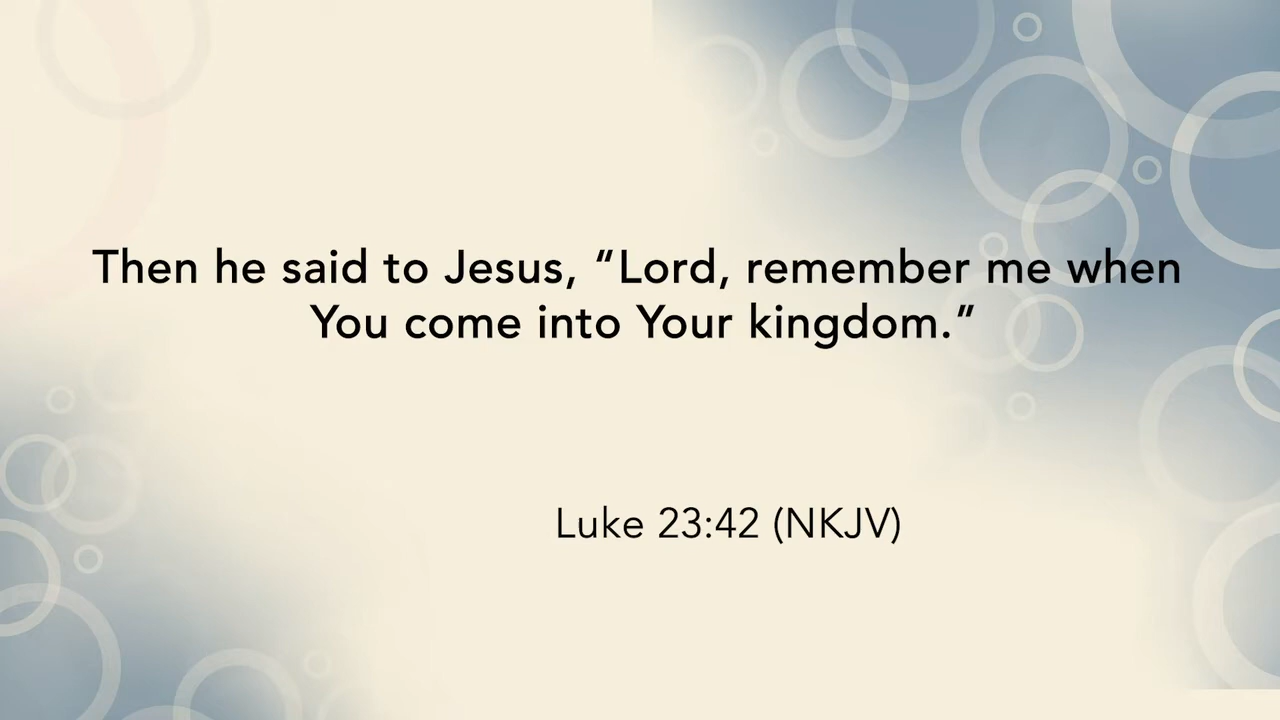 Then he said to Jesus, “Lord, remember me when
You come into Your kingdom.”
Luke 23:42 (NKJV)